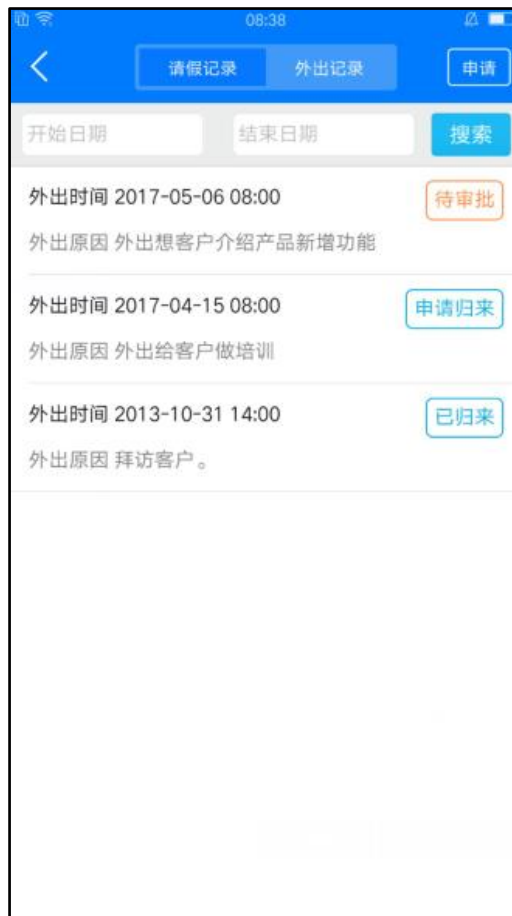 08:38
请假记录 外出记录 申请
开始日期 结束日期 搜索
外出时间 2017-05-06 08:00 待审批
外出原因 外出想客户介绍产品新增功能
外出时间 2017-04-15 08:00 申请归来
外出原因 外出给客户做培训
外出时间 2013-10-31 14:00 已归来
外出原因 拜访客户。